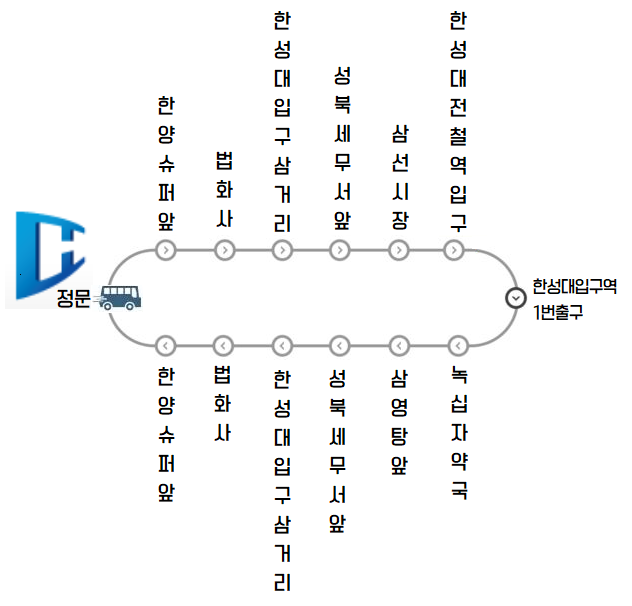 한양슈퍼앞
법화사
한성대입구삼거리
성북세무서앞
삼선시장
한성대전철역입구
정문
한성대입구역
1번출구
한양슈퍼앞
법화사
한성대입구삼거리
성북세무서앞
삼영탕앞
녹십자약국